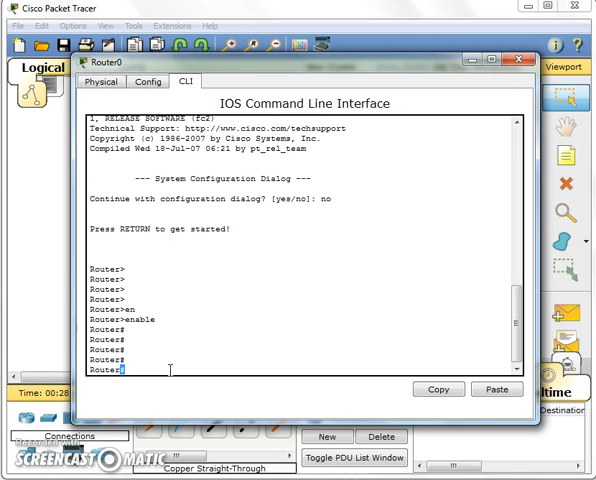 Cisco Packet Tracer
File Edit Options View Tools Extensions Help
Logical
Viewport
Router0
Physical Config CLI
IOS Command Line Interface
1, RELEASE SOFTWARE (fc2)
Technical Support: http://www.cisco.com/techsupport
Copyright (c) 1986-2007 by Cisco Systems, Inc.
Compiled Wed 18-Jul-07 06:21 by pt_rel_team
--- System Configuration Dialog ---
Continue with configuration dialog? [yes/no]: no
Press RETURN to get started!
Router>
Router>
Router>
Router>
Router>en
Router>enable
Router#
Router#
Router#
Router#
Router#
Copy Paste
Time: 00:28
ltime
Connections
New Delete
Toggle PDU List Window
Destination
Copper Straight-Through
RECORDED WITH
SCREENCAST-O-MATIC